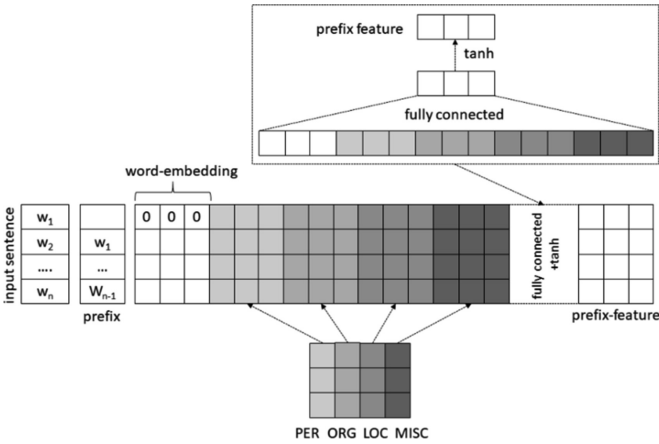 prefix feature
tanh
fully connected
word-embedding
input sentence
w1 0 0 0
w2 w1
.... ...
wn Wn-1
prefix
fully connected
+tanh
prefix-feature
PER ORG LOC MISC